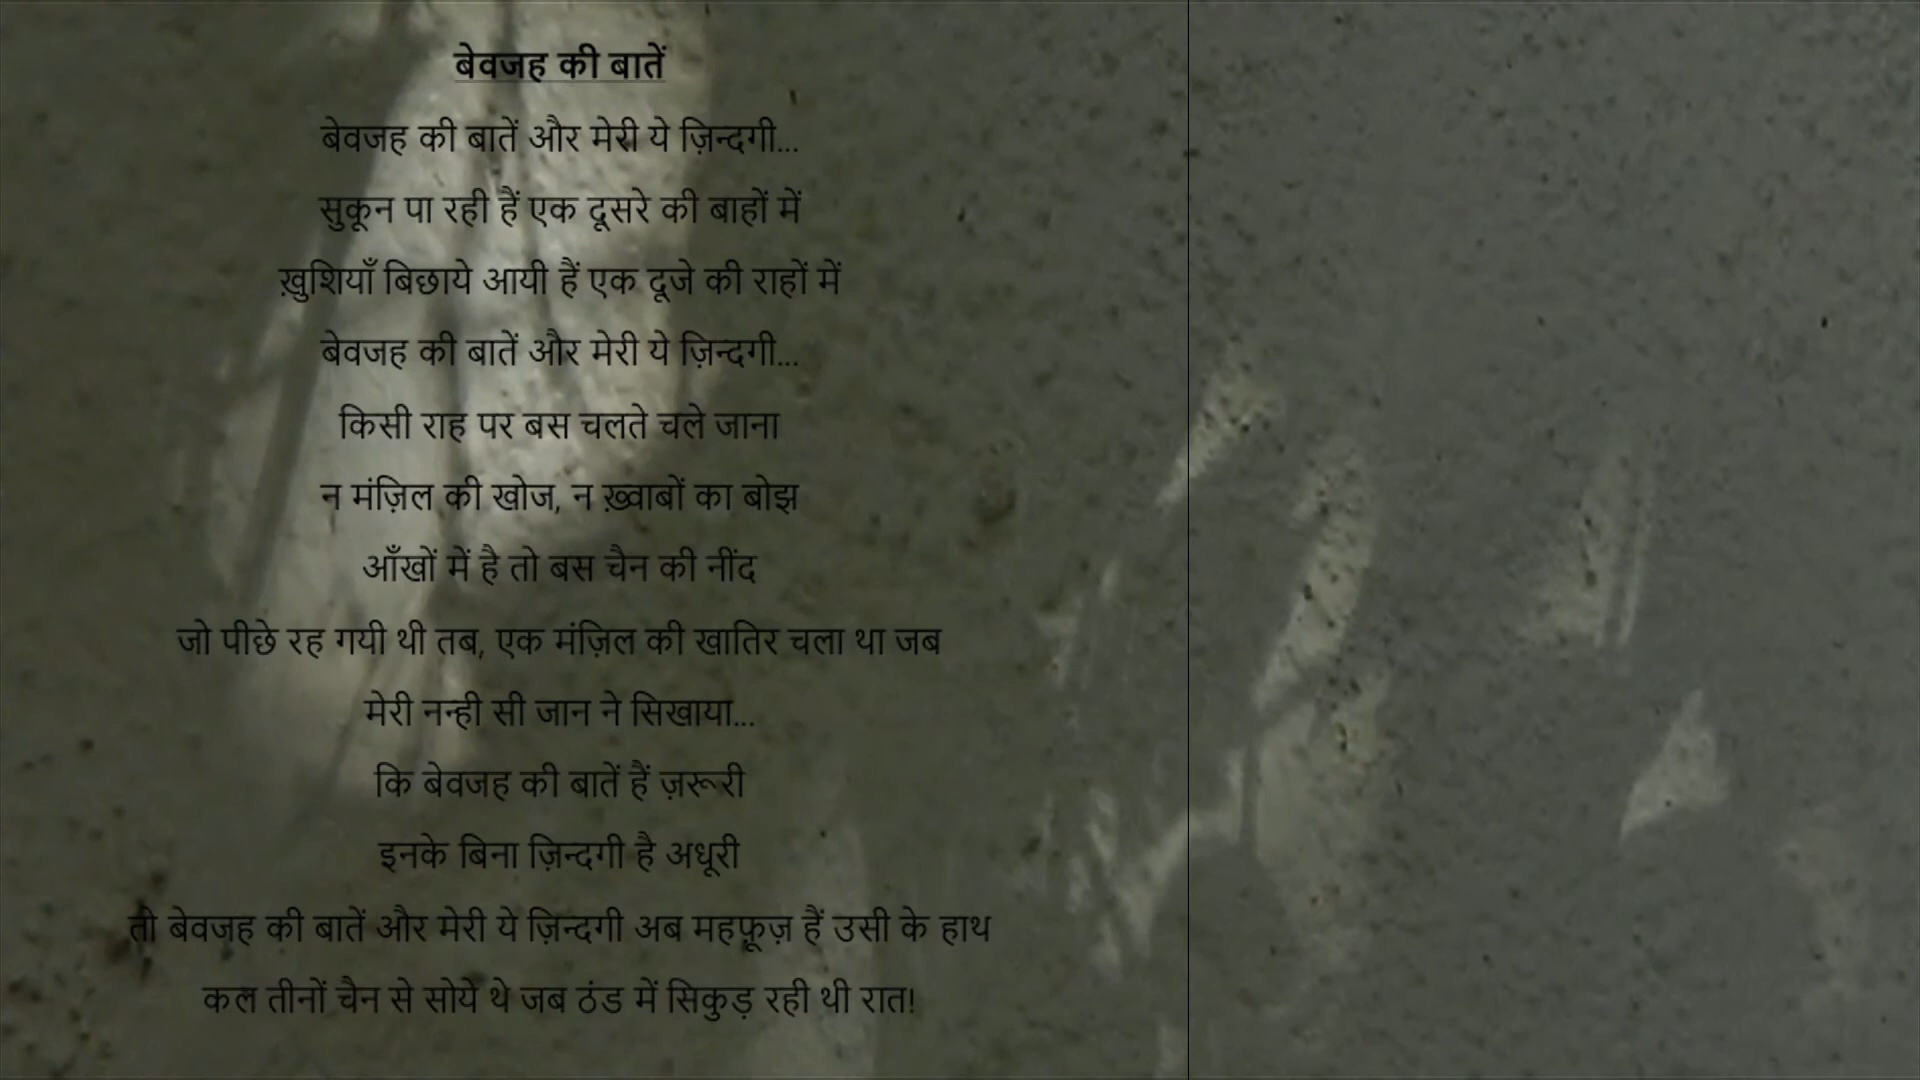 बेवजह की बातें
बेवजह की बातें और मेरी ये ज़िन्दगी...
सुकून पा रही हैं एक दूसरे की बाहों में
ख़ुशियाँ बिछाये आयी हैं एक दूजे की राहों में
बेवजह की बातें और मेरी ये ज़िन्दगी...
किसी राह पर बस चलते चले जाना
न मंज़िल की खोज, न ख़्वाबों का बोझ
आँखों में है तो बस चैन की नींद
जो पीछे रह गयी थी तब, एक मंज़िल की खातिर चला था जब
मेरी नन्ही सी जान ने सिखाया...
कि बेवजह की बातें हैं ज़रूरी
इनके बिना ज़िन्दगी है अधूरी
तो बेवजह की बातें और मेरी ये ज़िन्दगी अब महफ़ूज़ हैं उसी के हाथ
कल तीनों चैन से सोये थे जब ठंड में सिकुड़ रही थी रात!